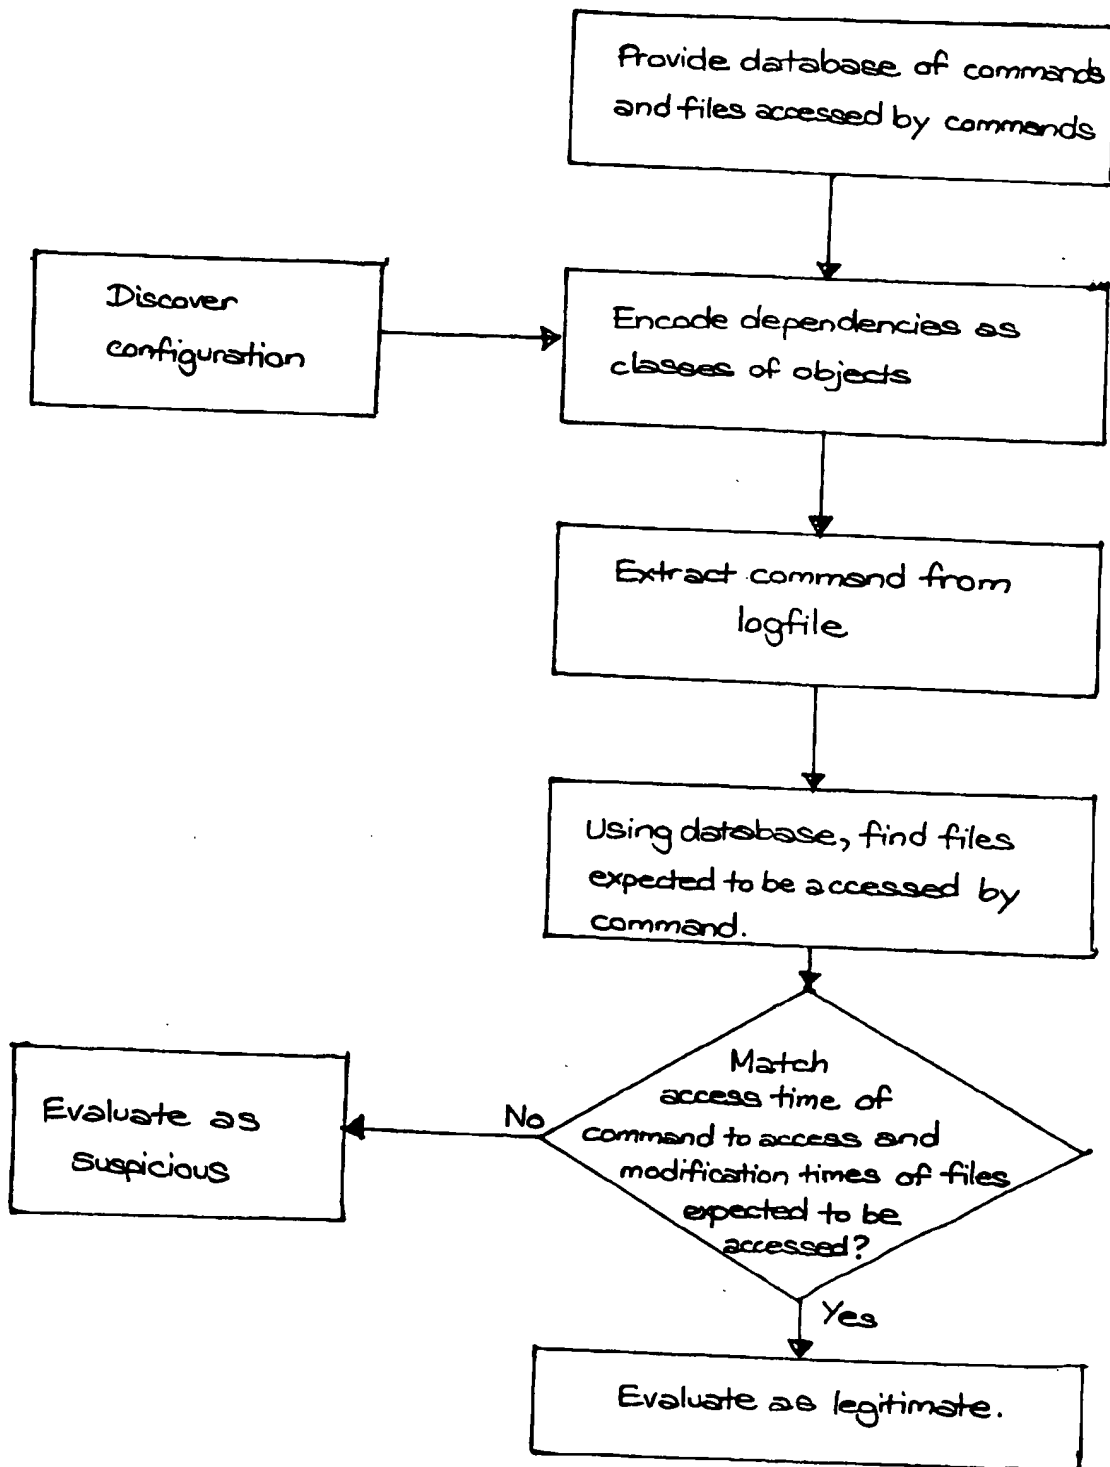 Provide database of commands
and files accessed by commands
Discover
configuration
Encode dependencies as
classes of objects
Extract command from
logfile
Using database, find files
expected to be accessed by
command.
Match
access time of
command to access and
modification times of files
expected to be
accessed?
No
Evaluate as
suspicious
Yes
Evaluate as legitimate.